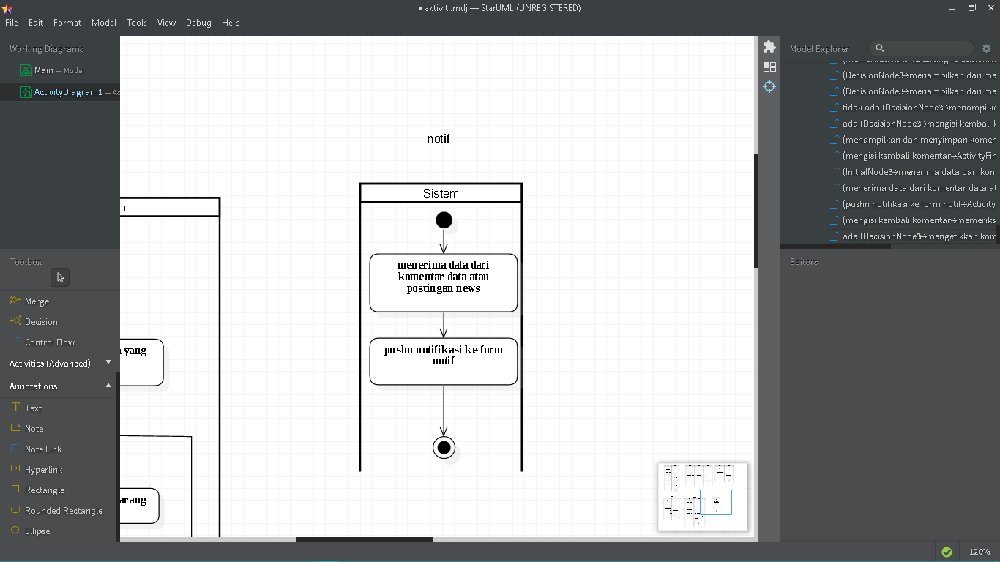 • aktiviti.mdj — StarUML (UNREGISTERED)
File Edit Format Model Tools View Debug Help
Working Diagrams
Main — Model
ActivityDiagram1 — Ac
Toolbox
Merge
Decision
Control Flow
Activities (Advanced)
Annotations
Text
Note
Note Link
Hyperlink
Rectangle
Rounded Rectangle
Ellipse
yang
arang
notif
Sistem
menerima data dari
komentar data atau
postingan news
pushn notifikasi ke form
notif
Model Explorer
(DecisionNode3→menampilkan dan me
(DecisionNode3→menampilkan dan me
tidak ada (DecisionNode3→menampilka
ada (DecisionNode3→mengisi kembali k
(menampilkan dan menyimpan komer
(mengisi kembali komentar→ActivityFir
(InitialNode6→menerima data dari kom
(menerima data dari komentar data at
(pushn notifikasi ke form notif→Activity
(mengisi kembali komentar→memeriks
ada (DecisionNode3→mengetikkan kom
Editors
120%